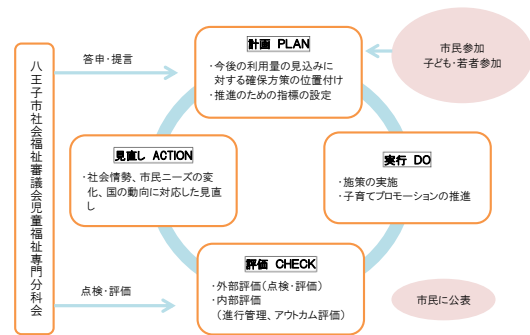 八王子市社会福祉審議会児童福祉専門分科会
答申・提言
計画 PLAN
・今後の利用量の見込みに
対する確保方策の位置付け
・推進のための指標の設定
市民参加
子ども・若者参加
見直し ACTION
・社会情勢、市民ニーズの変
化、国の動向に対応した見直
し
実行 DO
・施策の実施
・子育てプロモーションの推進
評価 CHECK
・外部評価(点検・評価)
・内部評価
(進行管理、アウトカム評価)
点検・評価
市民に公表